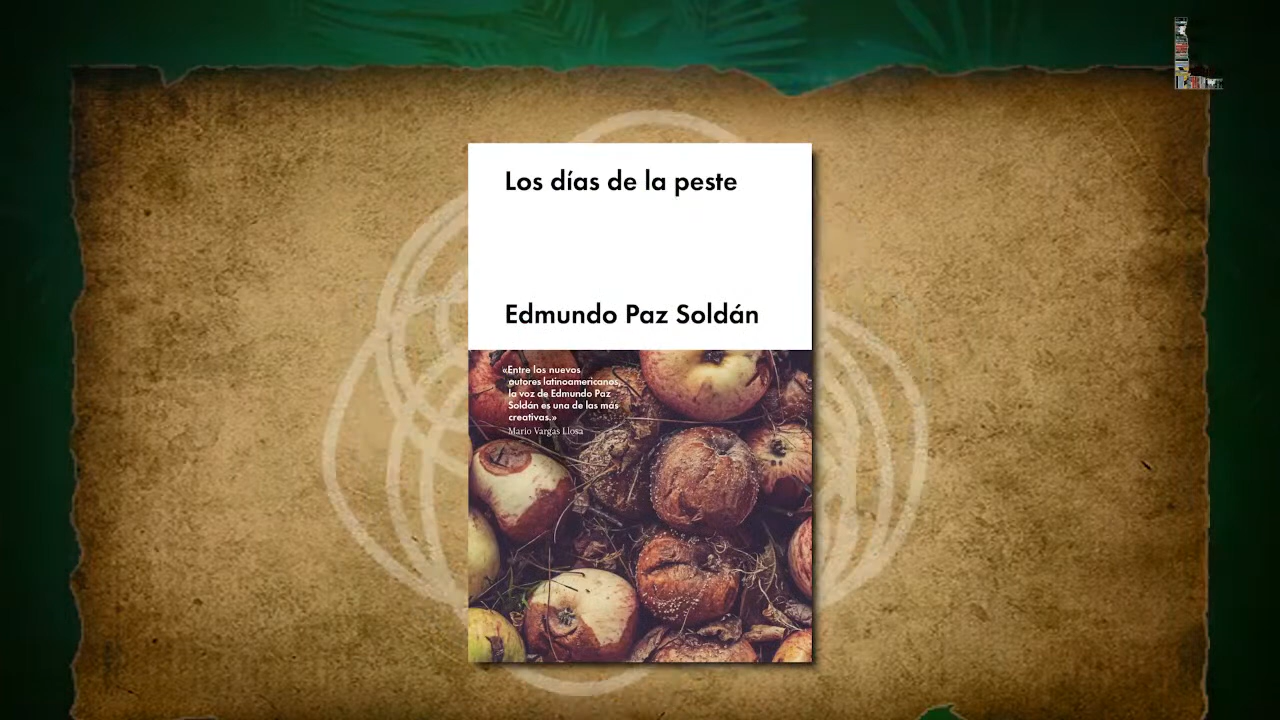 Los días de la peste
Edmundo Paz Soldán
«Entre los nuevos
autores latinoamericanos,
la voz de Edmundo Paz
Soldán es una de las más
creativas.»
Mario Vargas Llosa